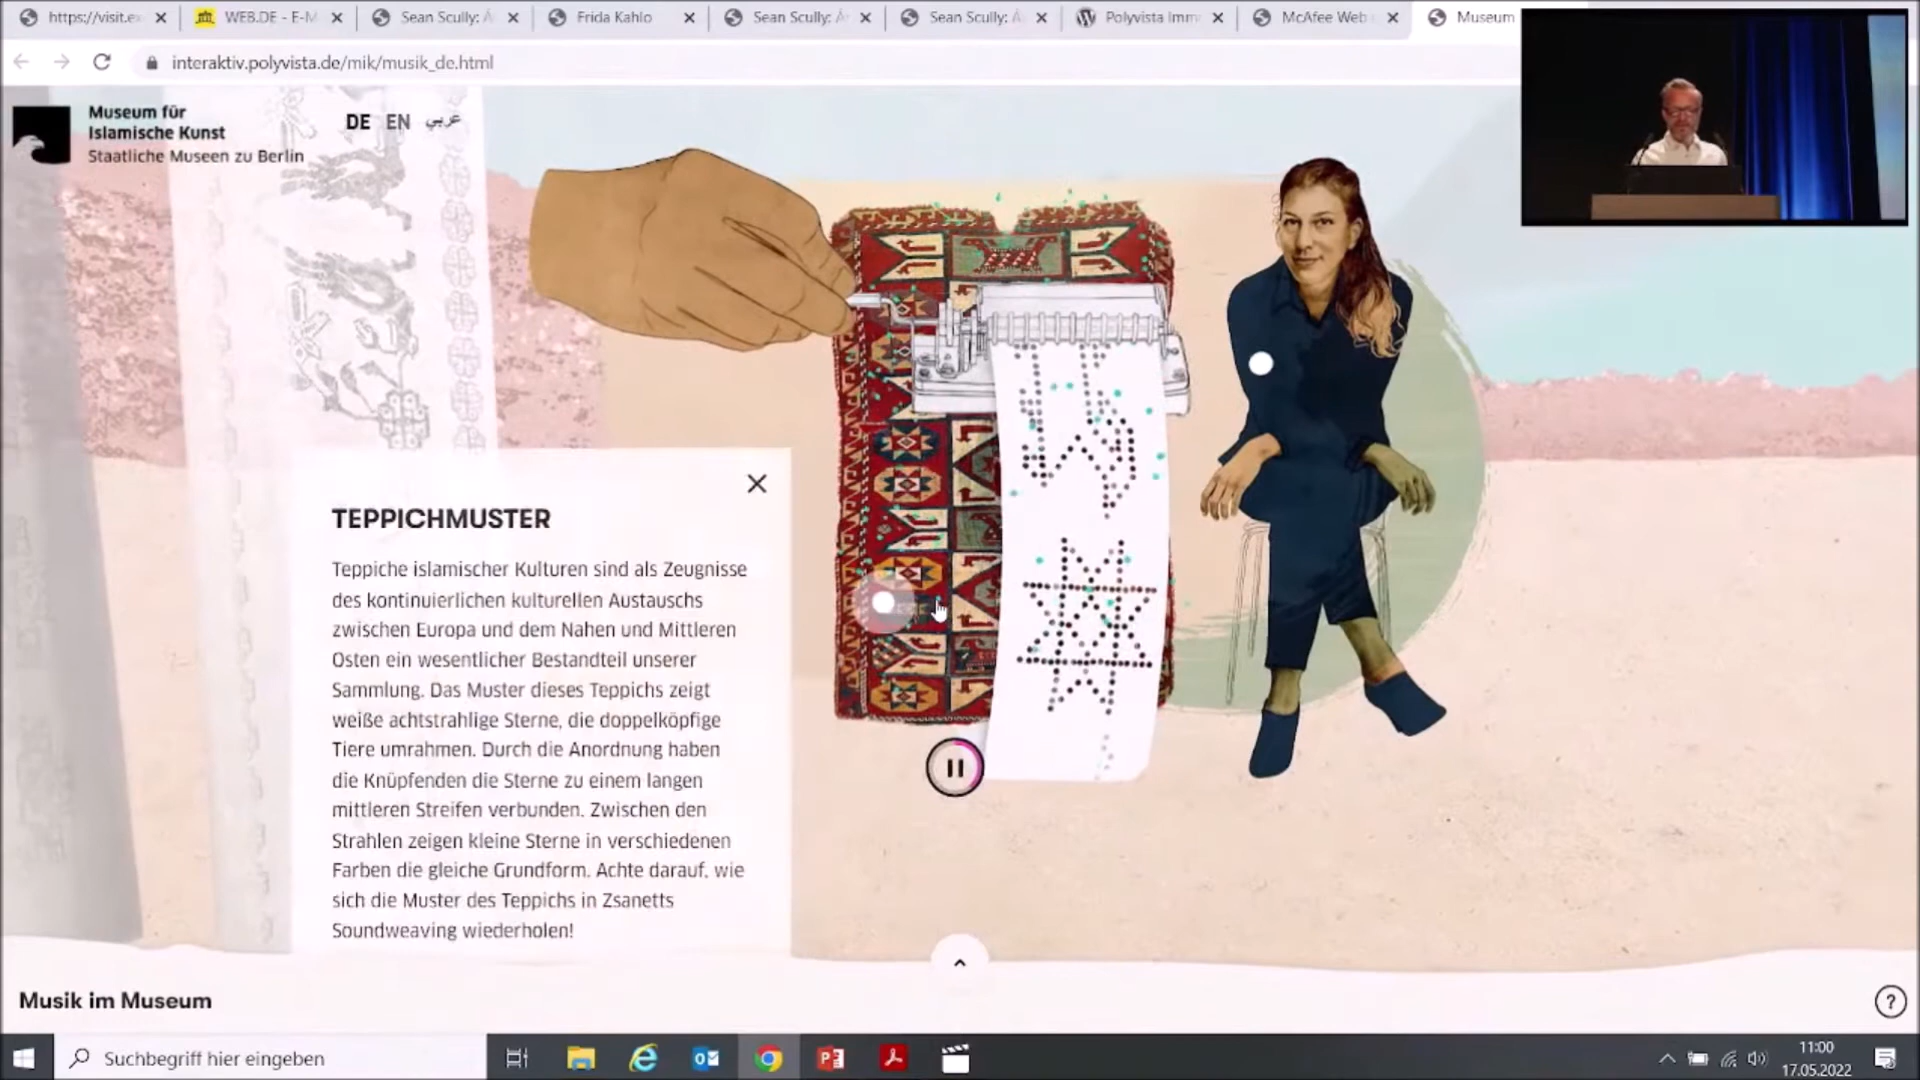 https://visit.ex
WEB.DE - E-M
Sean Scully: A
Frida Kahlo
Sean Scully: A
Sean Scully: A
Polyvista Imm
McAfee Web
Museum
interaktiv.polyvista.de/mik/musik_de.html
Museum für
Islamische Kunst
Staatliche Museen zu Berlin
DE EN عربي
TEPPICHMUSTER
Teppiche islamischer Kulturen sind als Zeugnisse
des kontinuierlichen kulturellen Austauschs
zwischen Europa und dem Nahen und Mittleren
Osten ein wesentlicher Bestandteil unserer
Sammlung. Das Muster dieses Teppichs zeigt
weiße achtstrahlige Sterne, die doppelköpfige
Tiere umrahmen. Durch die Anordnung haben
die Knüpfenden die Sterne zu einem langen
mittleren Streifen verbunden. Zwischen den
Strahlen zeigen kleine Sterne in verschiedenen
Farben die gleiche Grundform. Achte darauf, wie
sich die Muster des Teppichs in Zsanetts
Soundweaving wiederholen!
Musik im Museum
?
Suchbegriff hier eingeben
11:00
17.05.2022